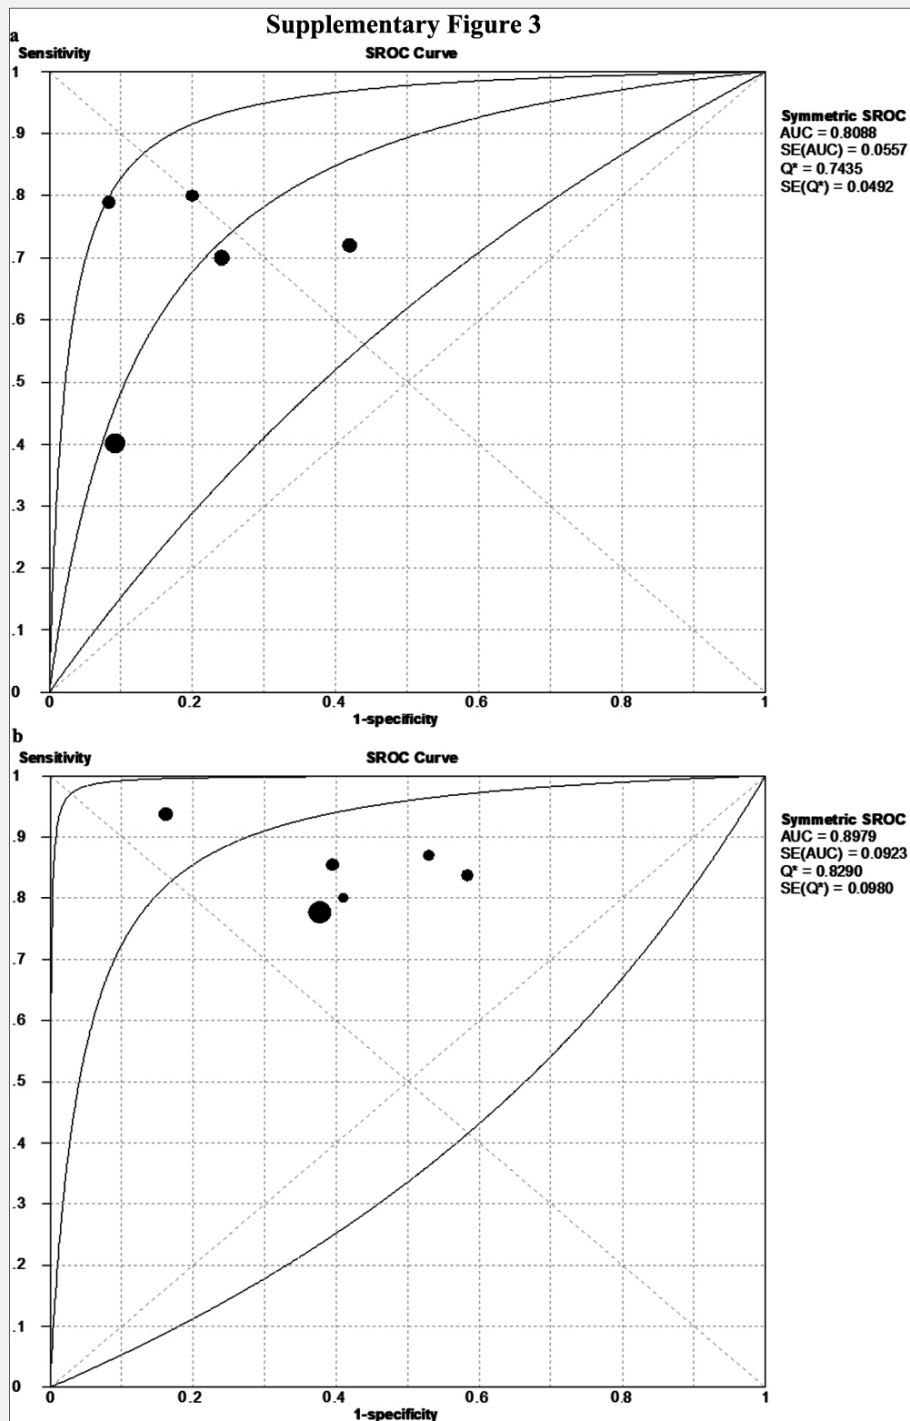 Supplementary Figure 3
a
Sensitivity
SROC Curve
1
.9
.8
.7
.6
.5
.4
.3
.2
.1
0
0 0.2 0.4 0.6 0.8 1
1-specificity
Symmetric SROC
AUC = 0.8088
SE(AUC) = 0.0557
Q* = 0.7435
SE(Q*) = 0.0492
b
Sensitivity
SROC Curve
1
.9
.8
.7
.6
.5
.4
.3
.2
.1
0
0 0.2 0.4 0.6 0.8 1
1-specificity
Symmetric SROC
AUC = 0.8979
SE(AUC) = 0.0923
Q* = 0.8290
SE(Q*) = 0.0980